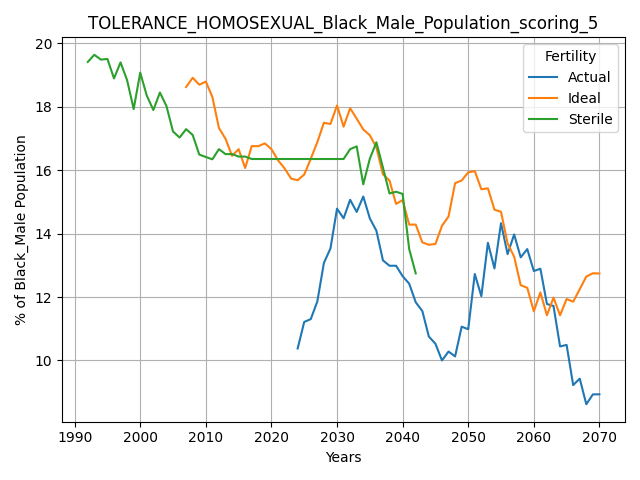 TOLERANCE_HOMOSEXUAL_Black_Male_Population_scoring_5
Fertility
Actual
Ideal
Sterile
% of Black_Male Population
20
18
16
14
12
10
1990 2000 2010 2020 2030 2040 2050 2060 2070
Years